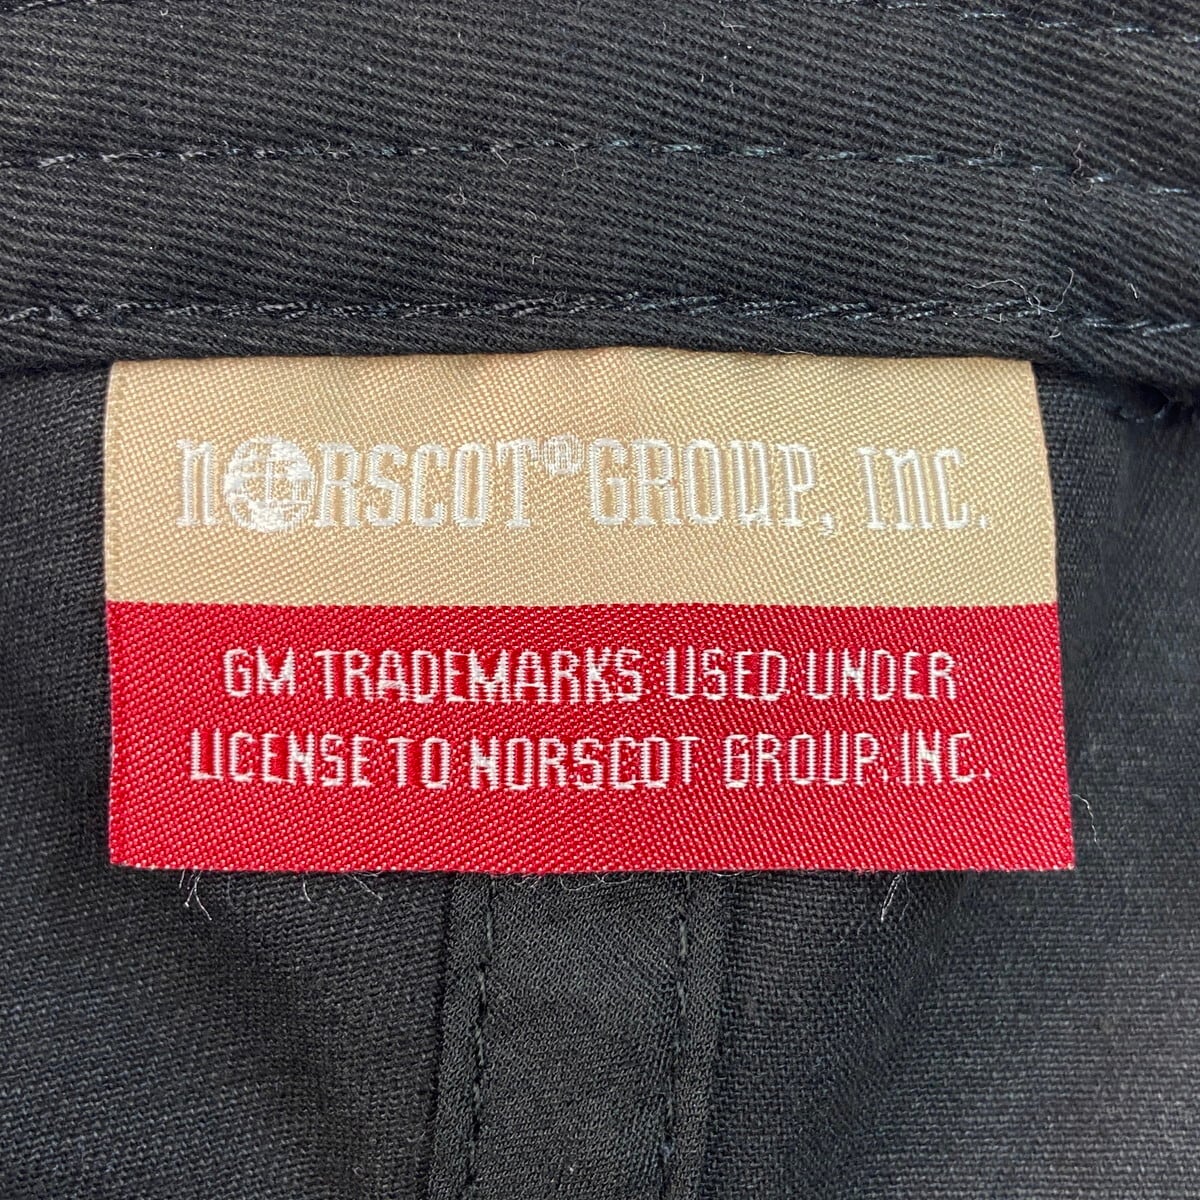 NORSCOT® GROUP, INC.
GM TRADEMARKS USED UNDER
LICENSE TO NORSCOT GROUP, INC.